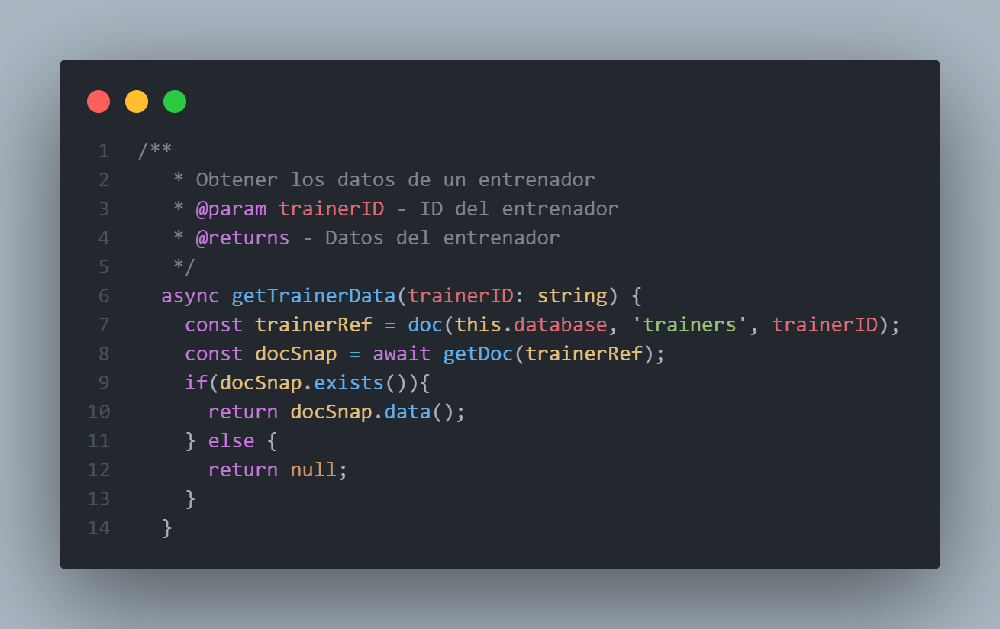 1 /**
2 * Obtener los datos de un entrenador
3 * @param trainerID - ID del entrenador
4 * @returns - Datos del entrenador
5 */
6 async getTrainerData(trainerID: string) {
7 const trainerRef = doc(this.database, 'trainers', trainerID);
8 const docSnap = await getDoc(trainerRef);
9 if(docSnap.exists()){
10 return docSnap.data();
11 } else {
12 return null;
13 }
14 }